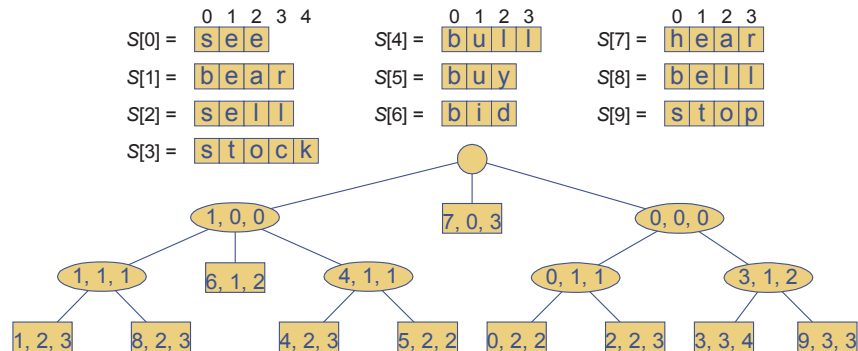 0 1 2 3 4 0 1 2 3 0 1 2 3
S[0] = s e e S[4] = b u l l S[7] = h e a r
S[1] = b e a r S[5] = b u y S[8] = b e l l
S[2] = s e l l S[6] = b i d S[9] = s t o p
S[3] = s t o c k
1, 0, 0 7, 0, 3 0, 0, 0
1, 1, 1 6, 1, 2 4, 1, 1 0, 1, 1 3, 1, 2
1, 2, 3 8, 2, 3 4, 2, 3 5, 2, 2 0, 2, 2 2, 2, 3 3, 3, 4 9, 3, 3